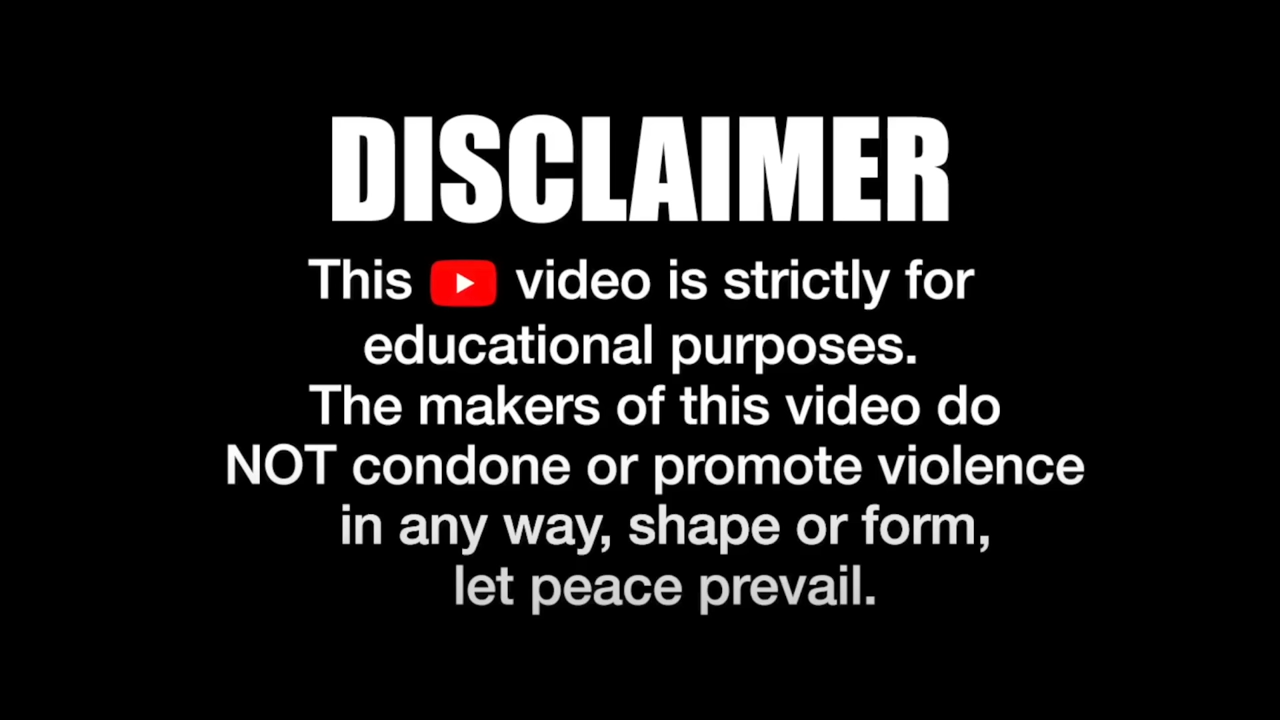 DISCLAIMER
This video is strictly for
educational purposes.
The makers of this video do
NOT condone or promote violence
in any way, shape or form,
let peace prevail.